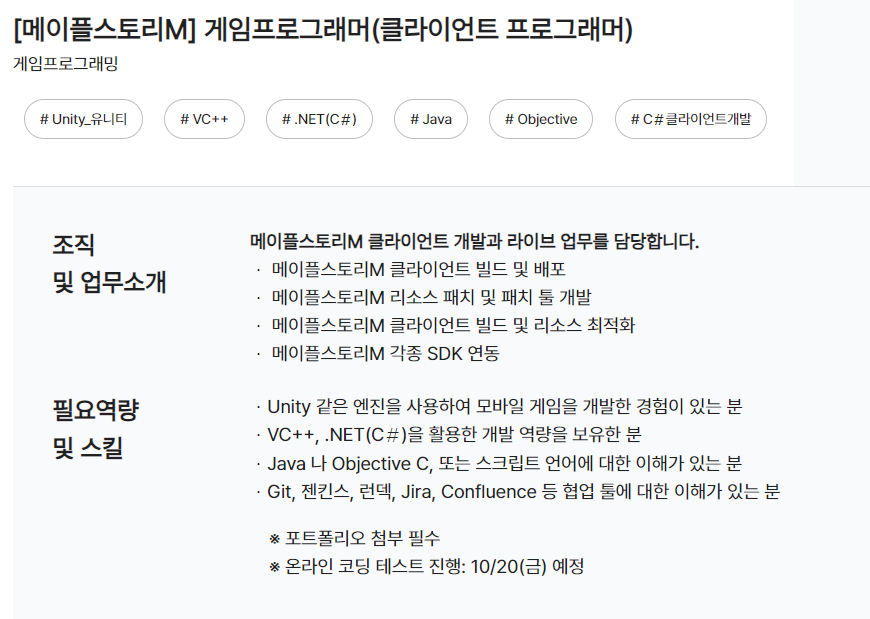 [메이플스토리M] 게임프로그래머(클라이언트 프로그래머)
게임프로그래밍
# Unity_유니티
# VC++
# .NET(C#)
# Java
# Objective
# C#클라이언트개발
조직
및 업무소개
메이플스토리M 클라이언트 개발과 라이브 업무를 담당합니다.
· 메이플스토리M 클라이언트 빌드 및 배포
· 메이플스토리M 리소스 패치 및 패치 툴 개발
· 메이플스토리M 클라이언트 빌드 및 리소스 최적화
· 메이플스토리M 각종 SDK 연동
필요역량
및 스킬
· Unity 같은 엔진을 사용하여 모바일 게임을 개발한 경험이 있는 분
· VC++, .NET(C#)을 활용한 개발 역량을 보유한 분
· Java 나 Objective C, 또는 스크립트 언어에 대한 이해가 있는 분
· Git, 젠킨스, 런덱, Jira, Confluence 등 협업 툴에 대한 이해가 있는 분
※ 포트폴리오 첨부 필수
※ 온라인 코딩 테스트 진행: 10/20(금) 예정